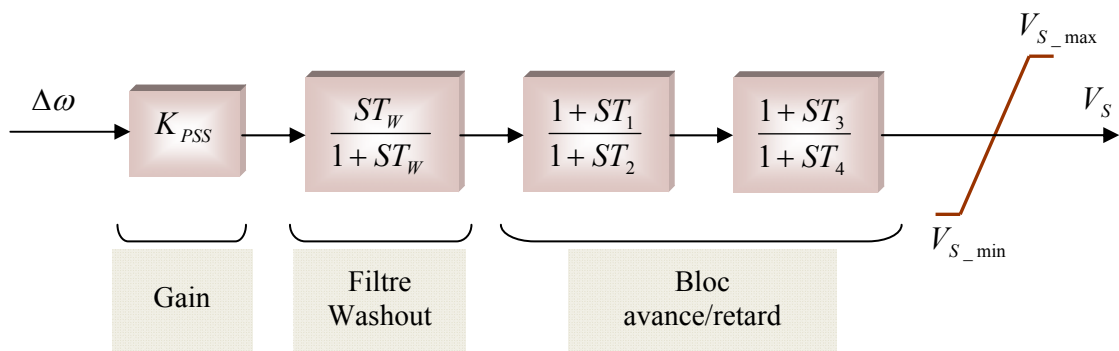 Δω
K_PSS
ST_W
1 + ST_W
1 + ST_1
1 + ST_2
1 + ST_3
1 + ST_4
V_S_max
V_S
V_S_min
Gain
Filtre
Washout
Bloc
avance/retard